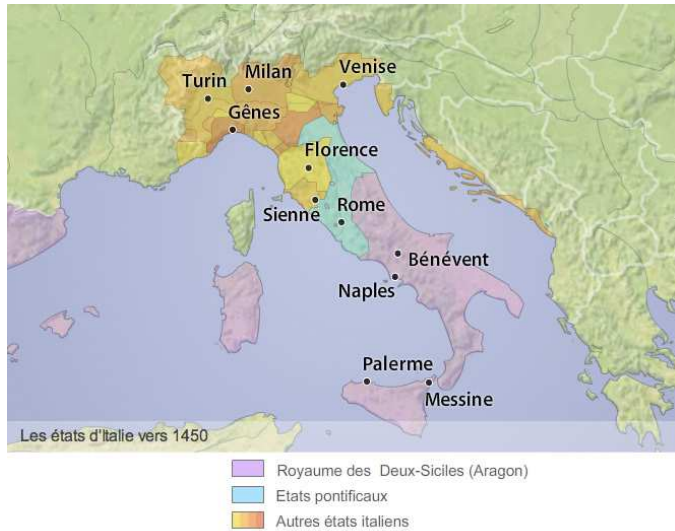 Turin
Milan
Venise
Gênes
Florence
Sienne
Rome
Bénévent
Naples
Palerme
Messine
Les états d'Italie vers 1450
Royaume des Deux-Siciles (Aragon)
Etats pontificaux
Autres états italiens